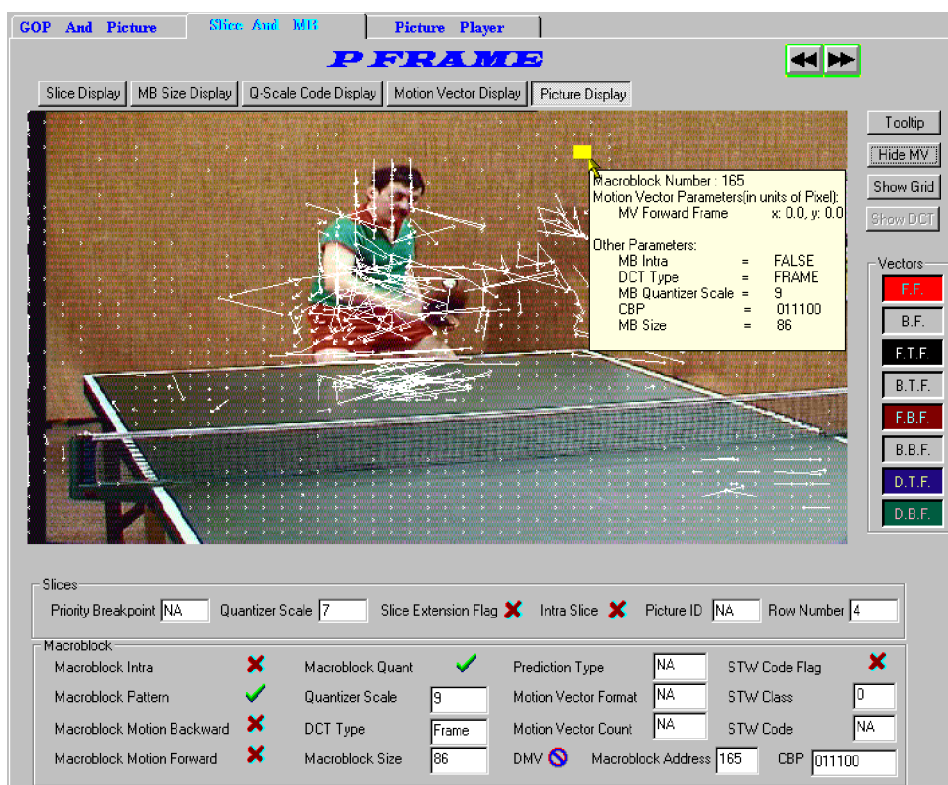 GOP And Picture Slice And MB Picture Player
P FRAME
Slice Display MB Size Display Q-Scale Code Display Motion Vector Display Picture Display
Tooltip
Hide MV
Show Grid
Show DCT
Macroblock Number : 165
Motion Vector Parameters(in units of Pixel):
MV Forward Frame x: 0.0, y: 0.0
Other Parameters:
MB Intra = FALSE
DCT Type = FRAME
MB Quantizer Scale = 9
CBP = 011100
MB Size = 86
Vectors
F.F.
B.F.
F.T.F.
B.T.F.
F.B.F.
B.B.F.
D.T.F.
D.B.F.
Slices
Priority Breakpoint NA Quantizer Scale 7 Slice Extension Flag Intra Slice Picture ID NA Row Number 4
Macroblock
Macroblock Intra Macroblock Quant Prediction Type NA STW Code Flag
Macroblock Pattern Quantizer Scale 9 Motion Vector Format NA STW Class 0
Macroblock Motion Backward DCT Type Frame Motion Vector Count NA STW Code NA
Macroblock Motion Forward Macroblock Size 86 DMV Macroblock Address 165 CBP 011100